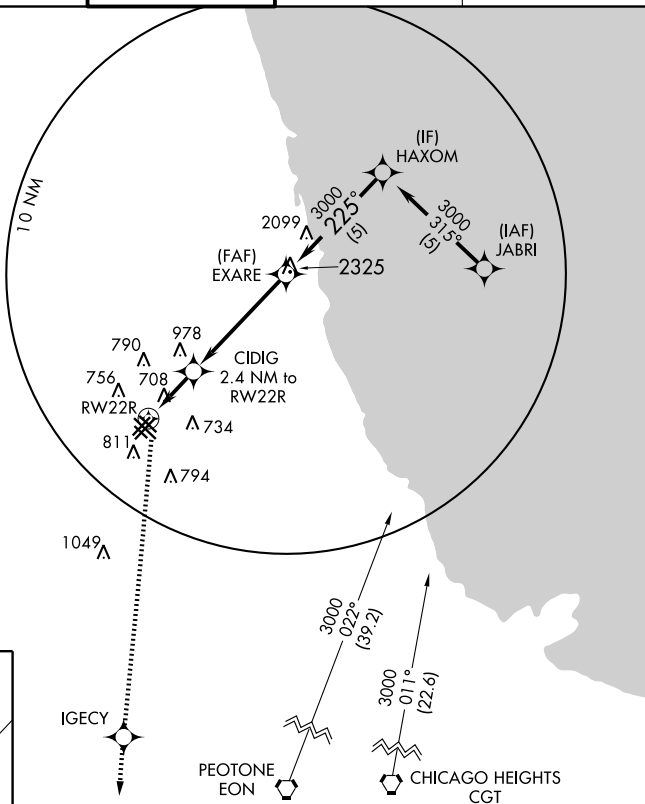 10 NM
(IF)
HAXOM
3000
225°
(5)
3000
315°
(5)
(IAF)
JABRI
2099
(FAF)
EXARE
2325
978
790
CIDIG
2.4 NM to
RW22R
756
708
RW22R
734
811
794
1049
3000
022°
(39.2)
3000
011°
(22.6)
IGECY
PEOTONE
EON
CHICAGO HEIGHTS
CGT